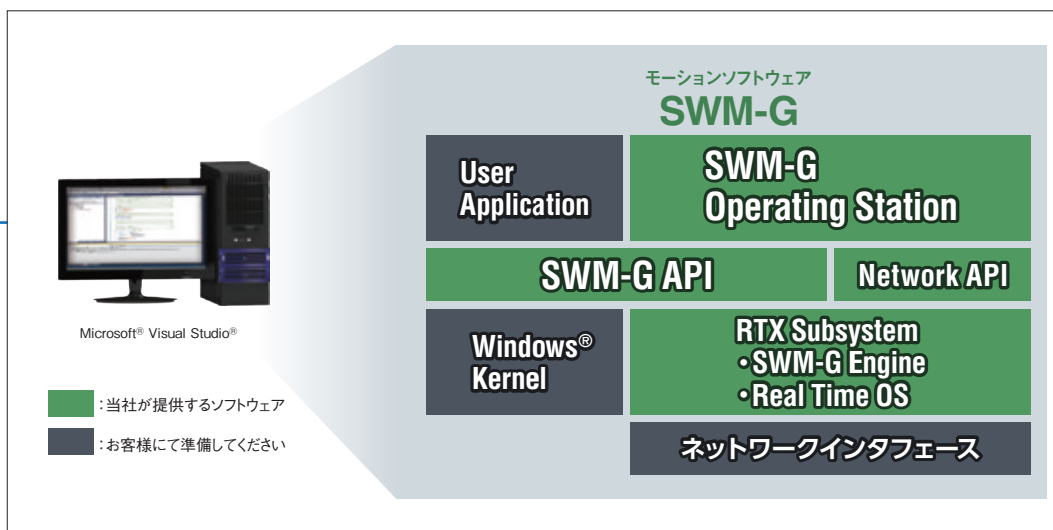 モーションソフトウェア
SWM-G
User
Application
SWM-G
Operating Station
SWM-G API
Network API
Windows®
Kernel
RTX Subsystem
・SWM-G Engine
・Real Time OS
ネットワークインタフェース
Microsoft® Visual Studio®
:当社が提供するソフトウェア
:お客様にて準備してください